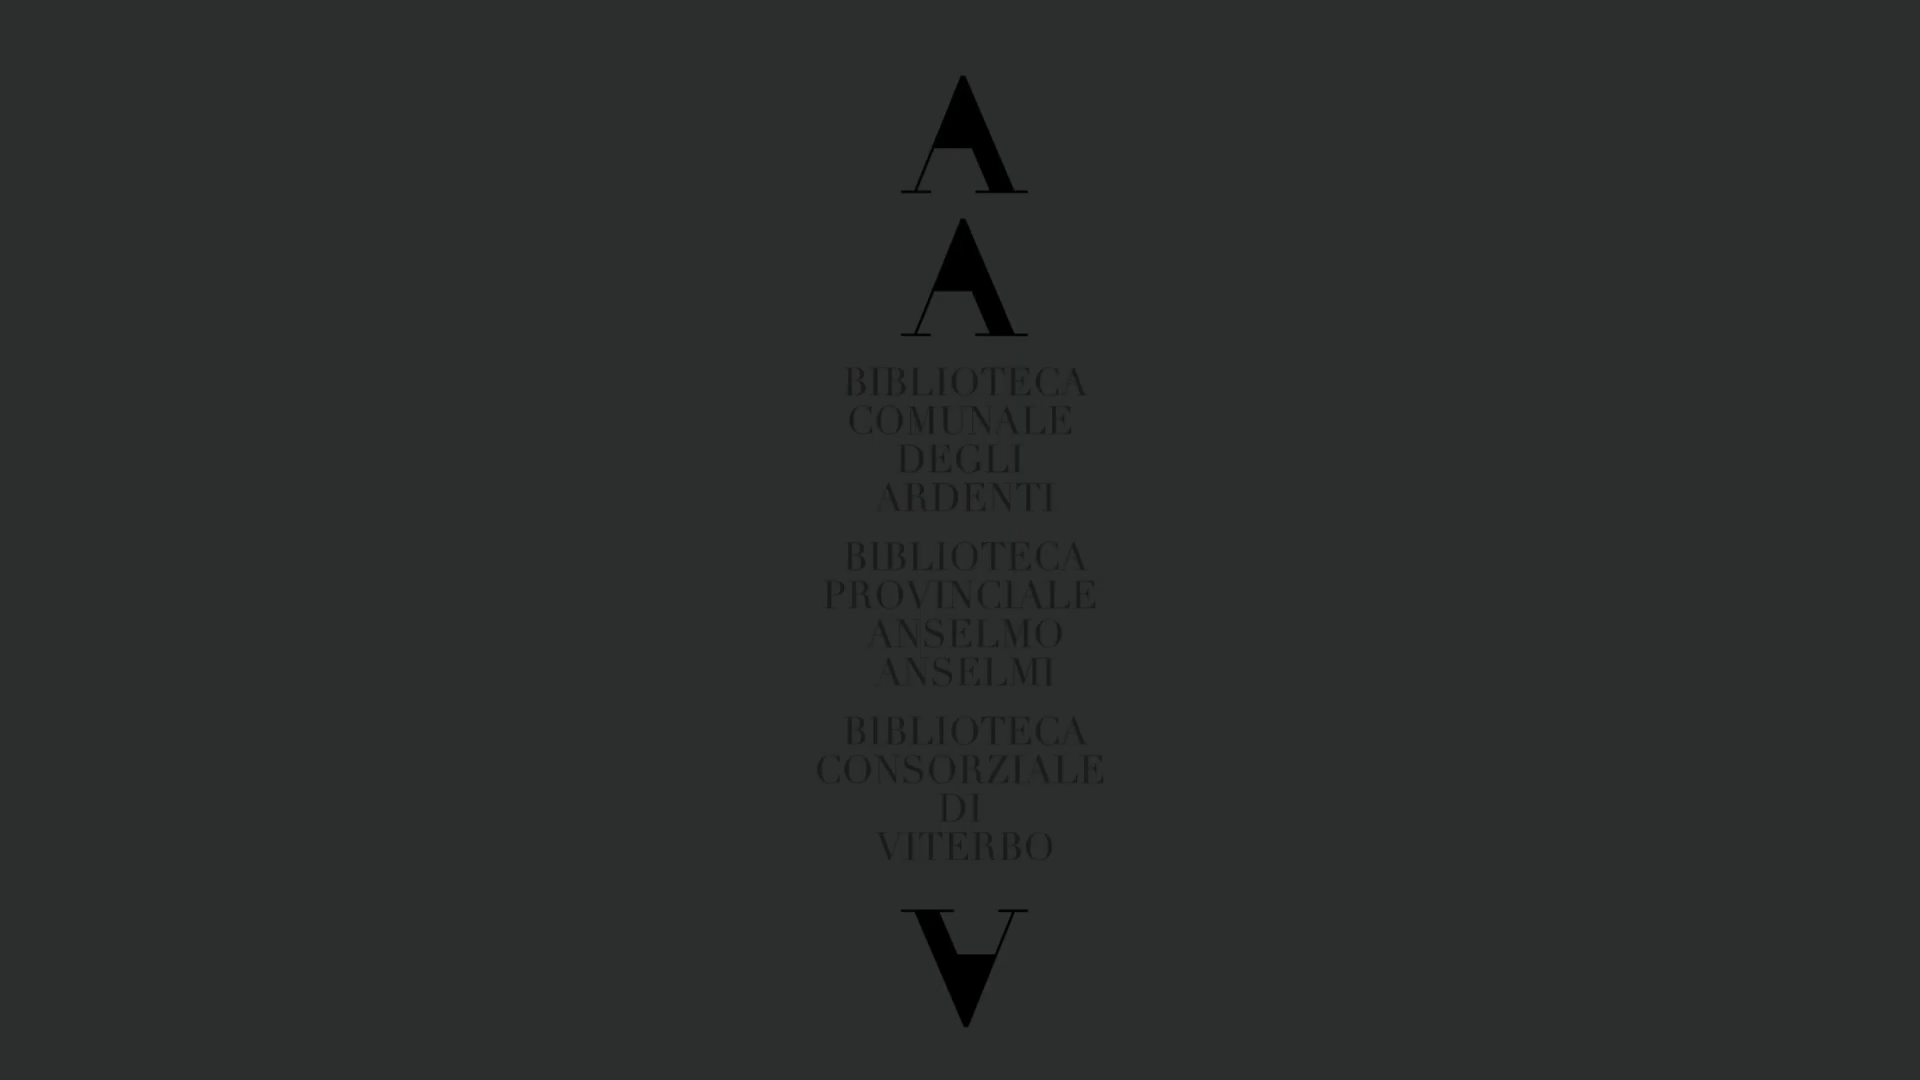 A
A
BIBLIOTECA
COMUNALE
DEGLI
ARDENTI
BIBLIOTECA
PROVINCIALE
ANSELMO
ANSELMI
BIBLIOTECA
CONSORZIALE
DI
VITERBO
V